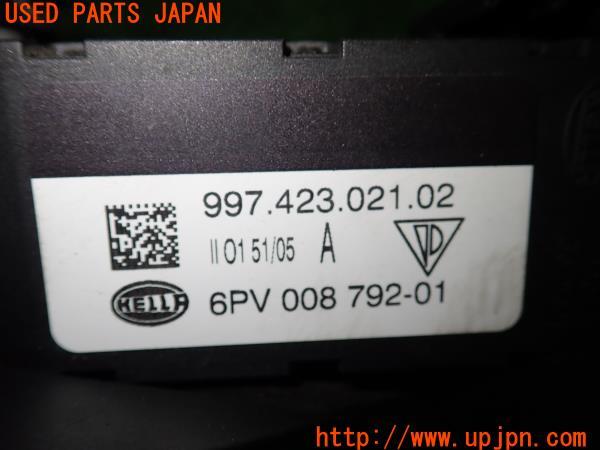 USED PARTS JAPAN
997.423.021.02
II 01 51/05 A
HELLA 6PV 008 792-01
http://www.upjpn.com/